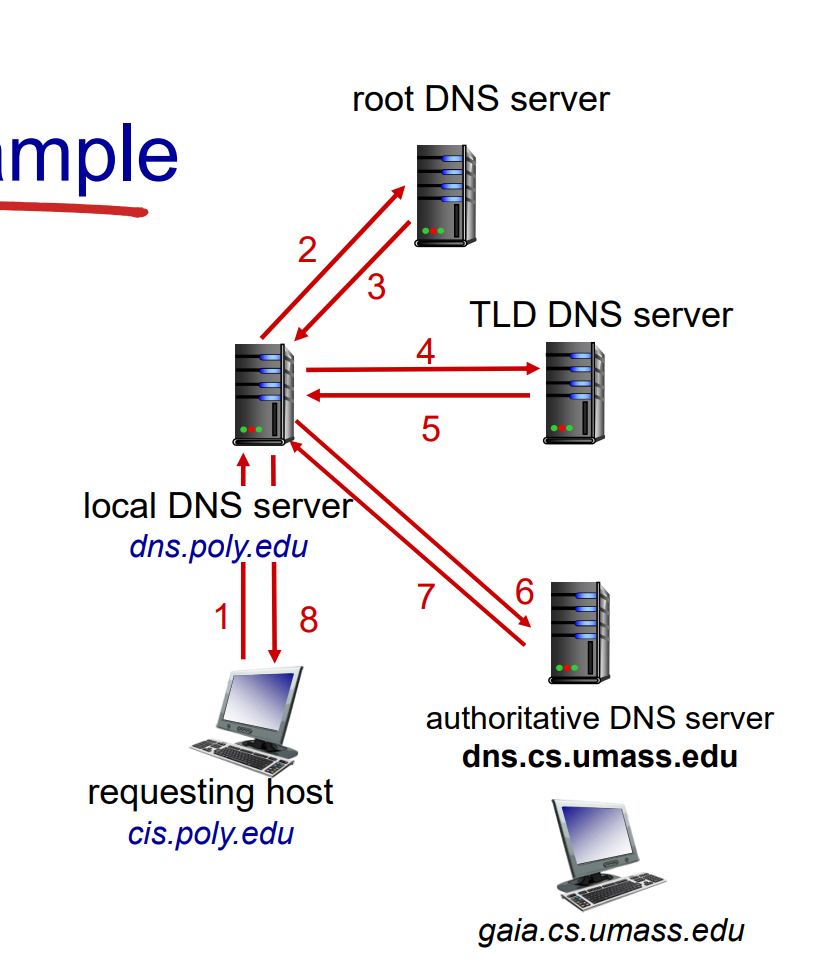 root DNS server
ample
2
3
TLD DNS server
4
5
local DNS server
dns.poly.edu
1
8
7
6
authoritative DNS server
dns.cs.umass.edu
requesting host
cis.poly.edu
gaia.cs.umass.edu